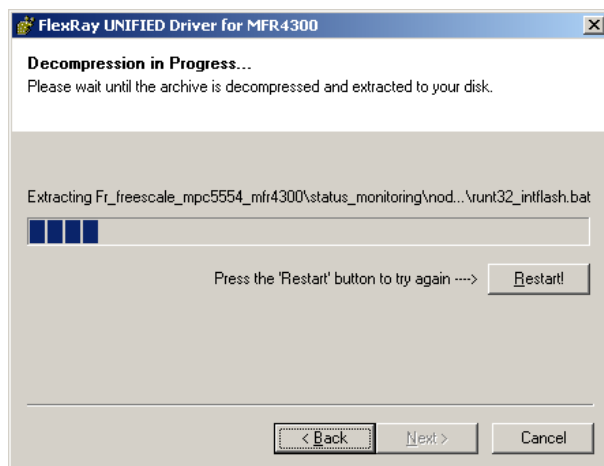 FlexRay UNIFIED Driver for MFR4300
Decompression in Progress...
Please wait until the archive is decompressed and extracted to your disk.
Extracting Fr_freescale_mpc5554_mfr4300\status_monitoring\nod...\runt32_intflash.bat
Press the 'Restart' button to try again ----> Restart!
< Back Next > Cancel